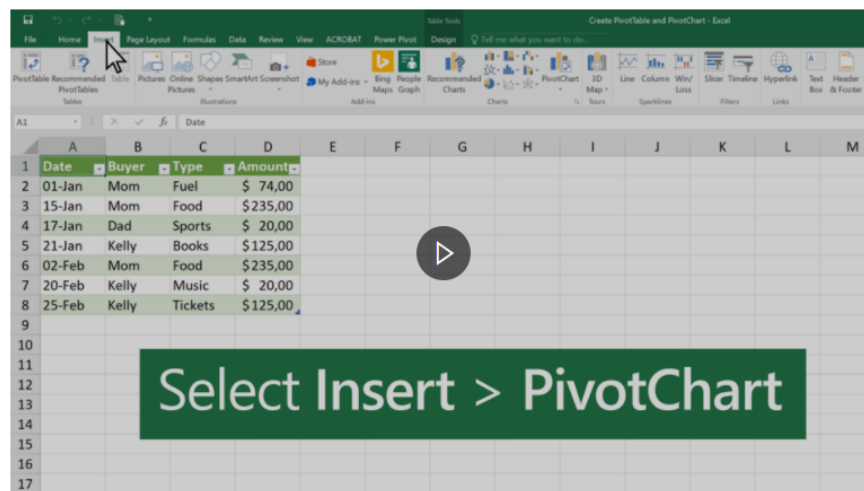 Table Tools Create PivotTable and PivotChart - Excel
File Home Insert Page Layout Formulas Data Review View ACROBAT Power Pivot Design Tell me what you want to do...
PivotTable Recommended PivotTables Table Pictures Online Pictures Shapes SmartArt Screenshot Store My Add-ins Bing Maps People Graph Recommended Charts PivotChart 3D Map Line Column Win/Loss Slicer Timeline Hyperlink Text Box Header & Footer
Tables Illustrations Add-ins Charts Tours Sparklines Filters Links
A1 fx Date
A B C D E F G H I J K L M
1 Date Buyer Type Amount
2 01-Jan Mom Fuel $ 74,00
3 15-Jan Mom Food $235,00
4 17-Jan Dad Sports $ 20,00
5 21-Jan Kelly Books $125,00
6 02-Feb Mom Food $235,00
7 20-Feb Kelly Music $ 20,00
8 25-Feb Kelly Tickets $125,00
9
10
11
12
13
14
15
16
17
Select Insert > PivotChart